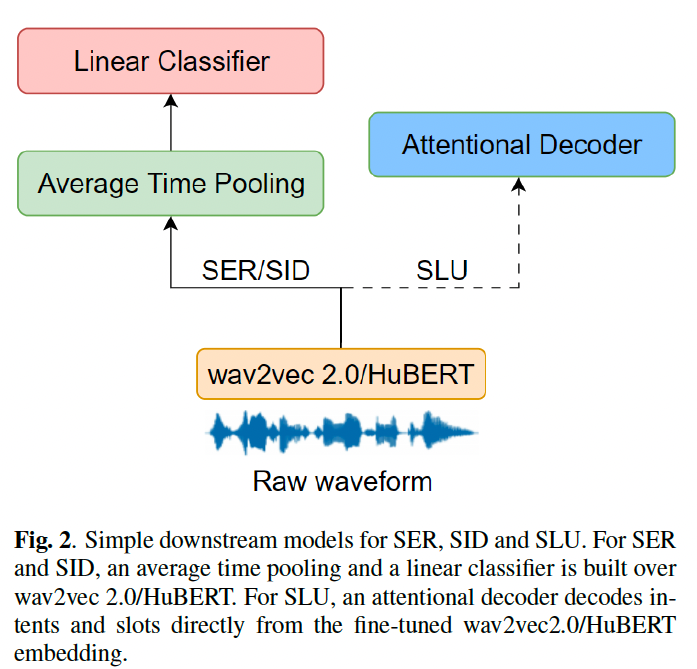 Linear Classifier
Attentional Decoder
Average Time Pooling
SER/SID
SLU
wav2vec 2.0/HuBERT
Raw waveform
Fig. 2. Simple downstream models for SER, SID and SLU. For SER
and SID, an average time pooling and a linear classifier is built over
wav2vec 2.0/HuBERT. For SLU, an attentional decoder decodes in-
tents and slots directly from the fine-tuned wav2vec2.0/HuBERT
embedding.